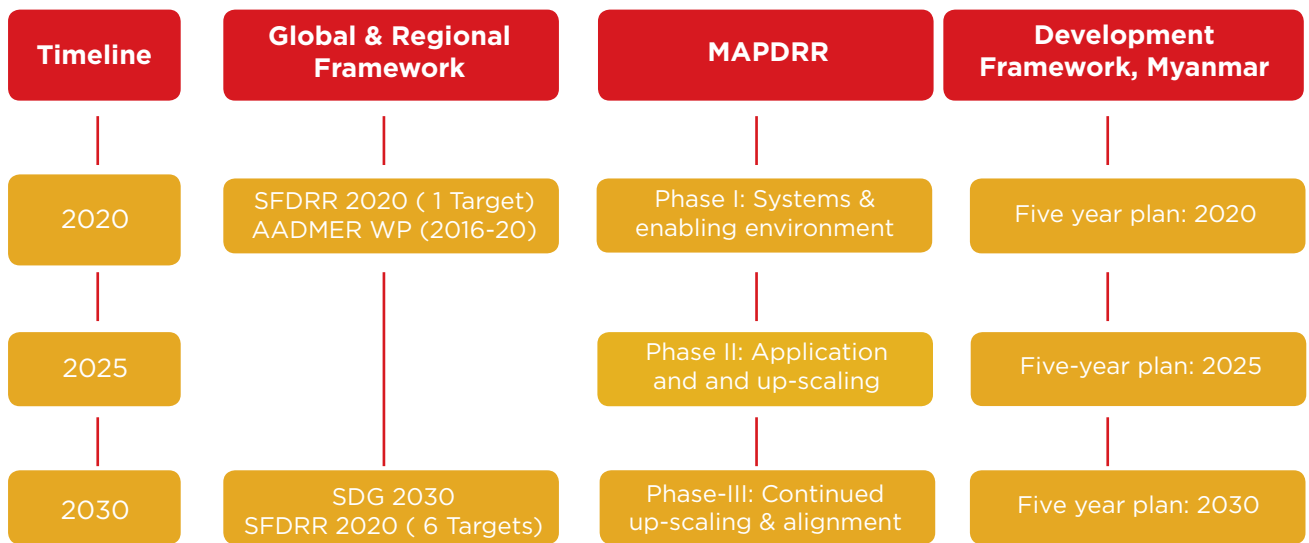 Timeline
Global & Regional
Framework
MAPDRR
Development
Framework, Myanmar
2020
SFDRR 2020 ( 1 Target)
AADMER WP (2016-20)
Phase I: Systems &
enabling environment
Five year plan: 2020
2025
Phase II: Application
and and up-scaling
Five-year plan: 2025
2030
SDG 2030
SFDRR 2020 ( 6 Targets)
Phase-III: Continued
up-scaling & alignment
Five year plan: 2030